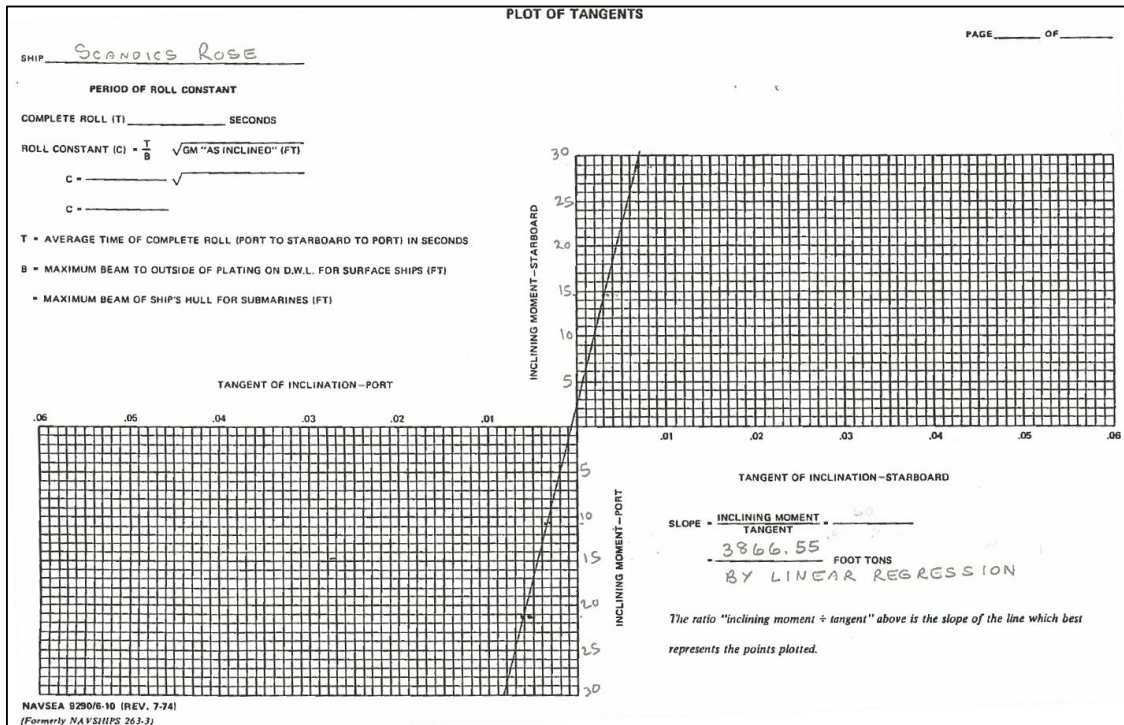 PLOT OF TANGENTS
PAGE______ OF______
SHIP SCANDICS ROSE
PERIOD OF ROLL CONSTANT
COMPLETE ROLL (T) __________ SECONDS
ROLL CONSTANT (C) = T/B √GM "AS INCLINED" (FT)
C = ________ √
C = ________
T = AVERAGE TIME OF COMPLETE ROLL (PORT TO STARBOARD TO PORT) IN SECONDS
B = MAXIMUM BEAM TO OUTSIDE OF PLATING ON D.W.L. FOR SURFACE SHIPS (FT)
= MAXIMUM BEAM OF SHIP'S HULL FOR SUBMARINES (FT)
INCLINING MOMENT–STARBOARD
30
25
20
15
10
5
.01 .02 .03 .04 .05 .06
TANGENT OF INCLINATION–STARBOARD
TANGENT OF INCLINATION–PORT
.06 .05 .04 .03 .02 .01
5
10
15
20
25
30
INCLINING MOMENT–PORT
SLOPE = INCLINING MOMENT / TANGENT =
= 3866.55 FOOT TONS
BY LINEAR REGRESSION
The ratio "inclining moment ÷ tangent" above is the slope of the line which best
represents the points plotted.
NAVSEA 9290/6-10 (REV. 7-74)
(Formerly NAVSHIPS 263-3)